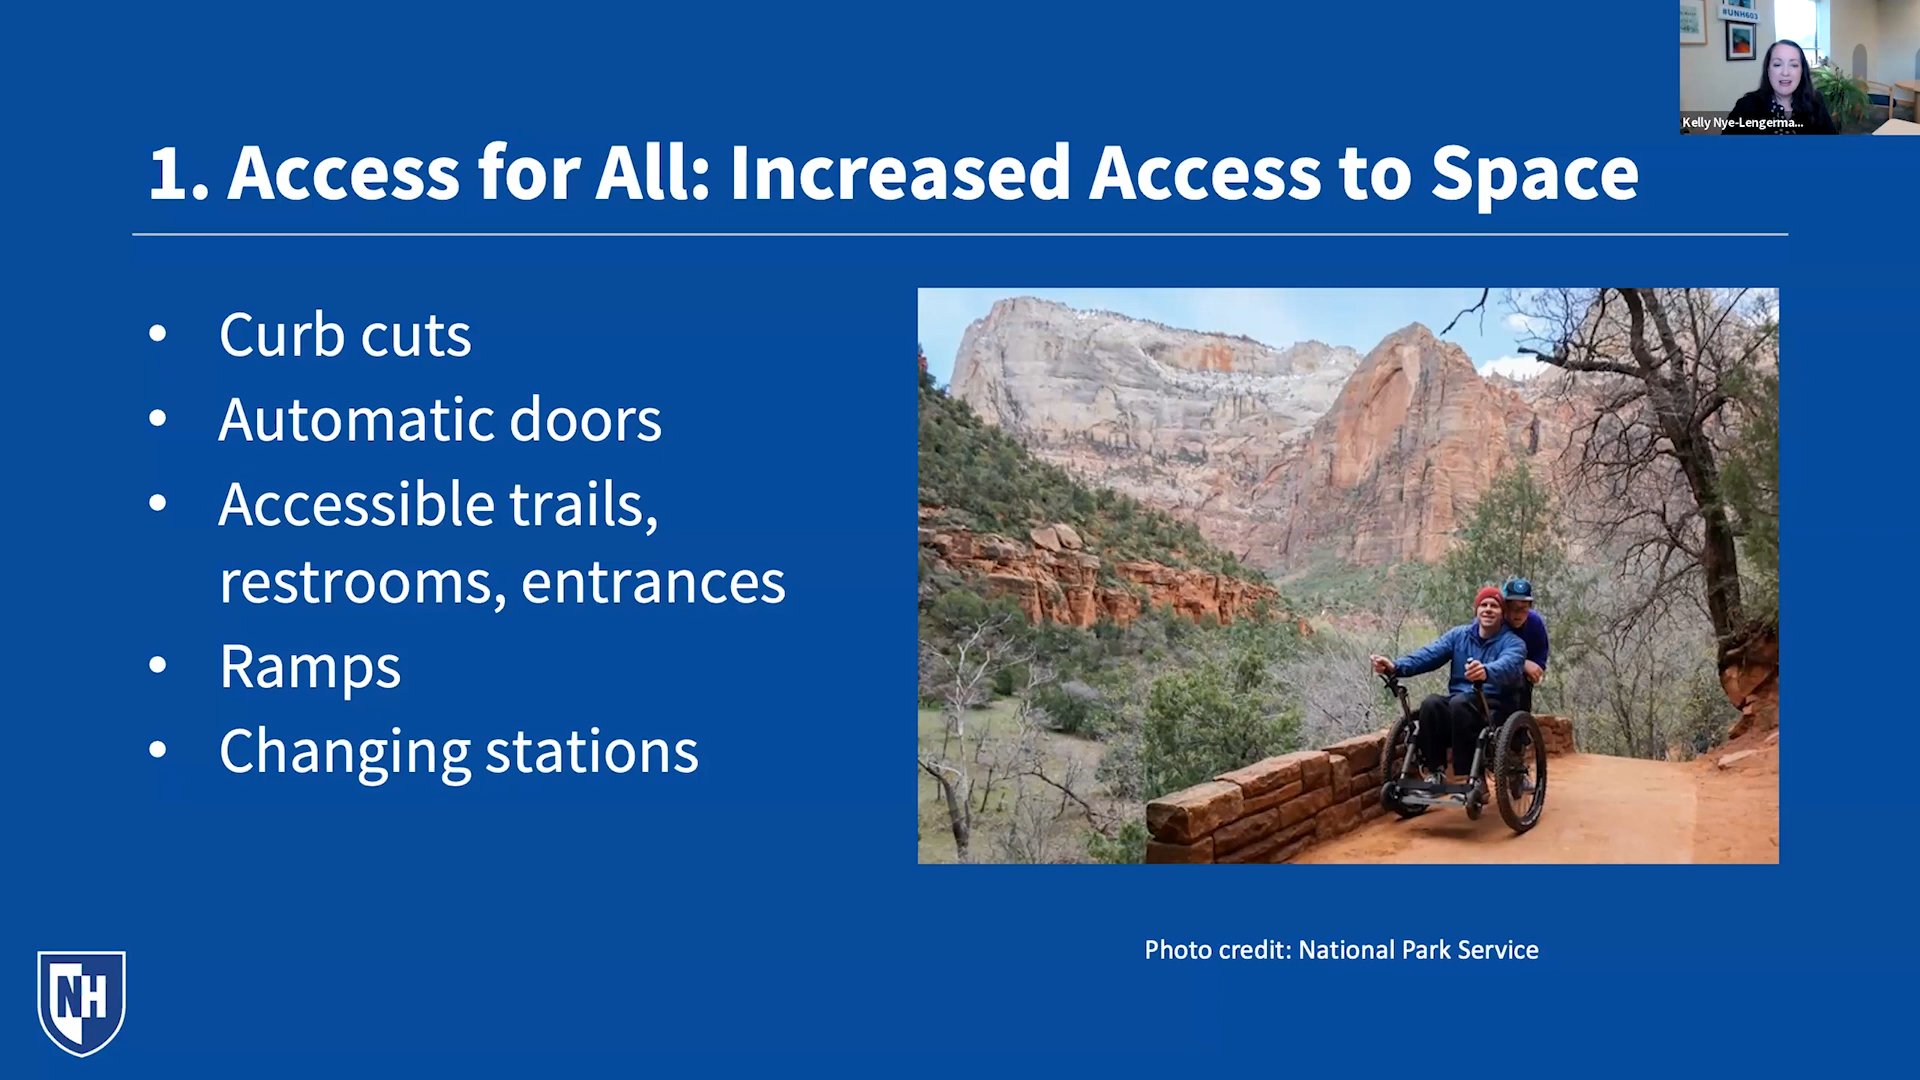 #UNH603
Kelly Nye-Lengerma...
1. Access for All: Increased Access to Space
• Curb cuts
• Automatic doors
• Accessible trails,
restrooms, entrances
• Ramps
• Changing stations
Photo credit: National Park Service
NH